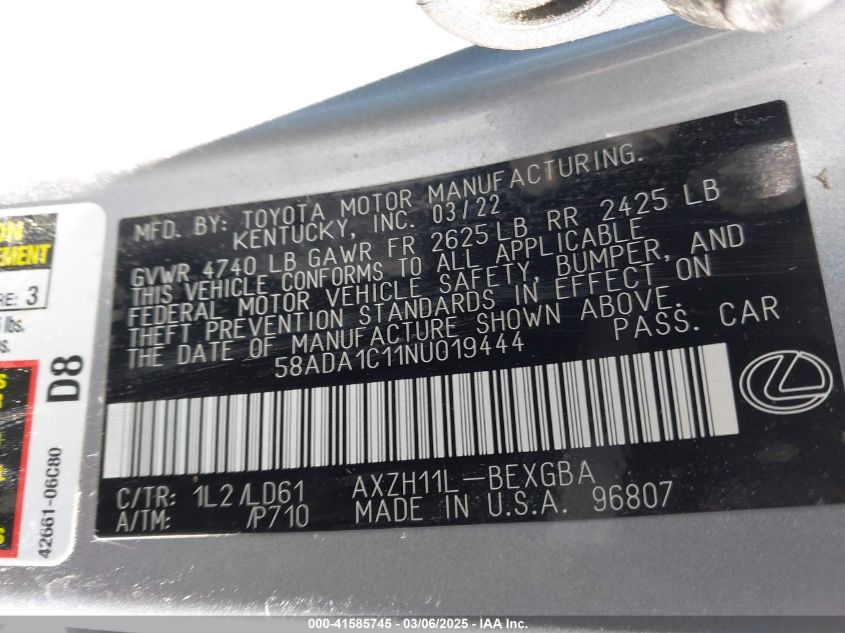 MFD. BY: TOYOTA MOTOR MANUFACTURING.
KENTUCKY, INC. 03/22
GVWR 4740 LB GAWR FR 2625 LB RR 2425 LB
THIS VEHICLE CONFORMS TO ALL APPLICABLE
FEDERAL MOTOR VEHICLE SAFETY, BUMPER, AND
THEFT PREVENTION STANDARDS IN EFFECT ON
THE DATE OF MANUFACTURE SHOWN ABOVE.
58ADA1C11NU019444 PASS. CAR
C/TR: 1L2/LD61 AXZH11L-BEXGBA
A/TM: /P710 MADE IN U.S.A. 96807
3
lbs.
D8
42661-06C80
000-41585745 - 03/06/2025 - IAA Inc.